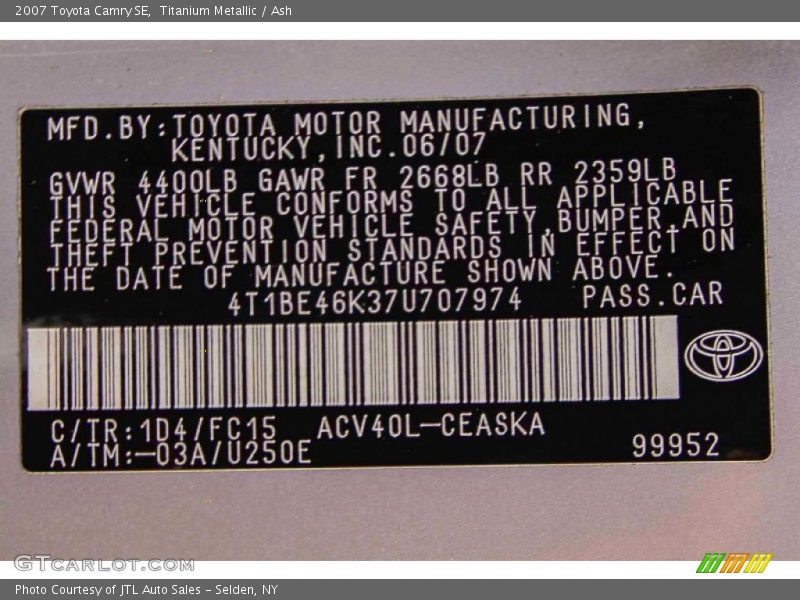 2007 Toyota Camry SE, Titanium Metallic / Ash
MFD.BY:TOYOTA MOTOR MANUFACTURING,
KENTUCKY,INC.06/07
GVWR 4400LB GAWR FR 2668LB RR 2359LB
THIS VEHICLE CONFORMS TO ALL APPLICABLE
FEDERAL MOTOR VEHICLE SAFETY,BUMPER,AND
THEFT PREVENTION STANDARDS IN EFFECT ON
THE DATE OF MANUFACTURE SHOWN ABOVE.
4T1BE46K37U707974 PASS.CAR
C/TR:1D4/FC15 ACV40L-CEASKA
A/TM:-03A/U250E
99952
GTCARLOT.COM
Photo Courtesy of JTL Auto Sales - Selden, NY